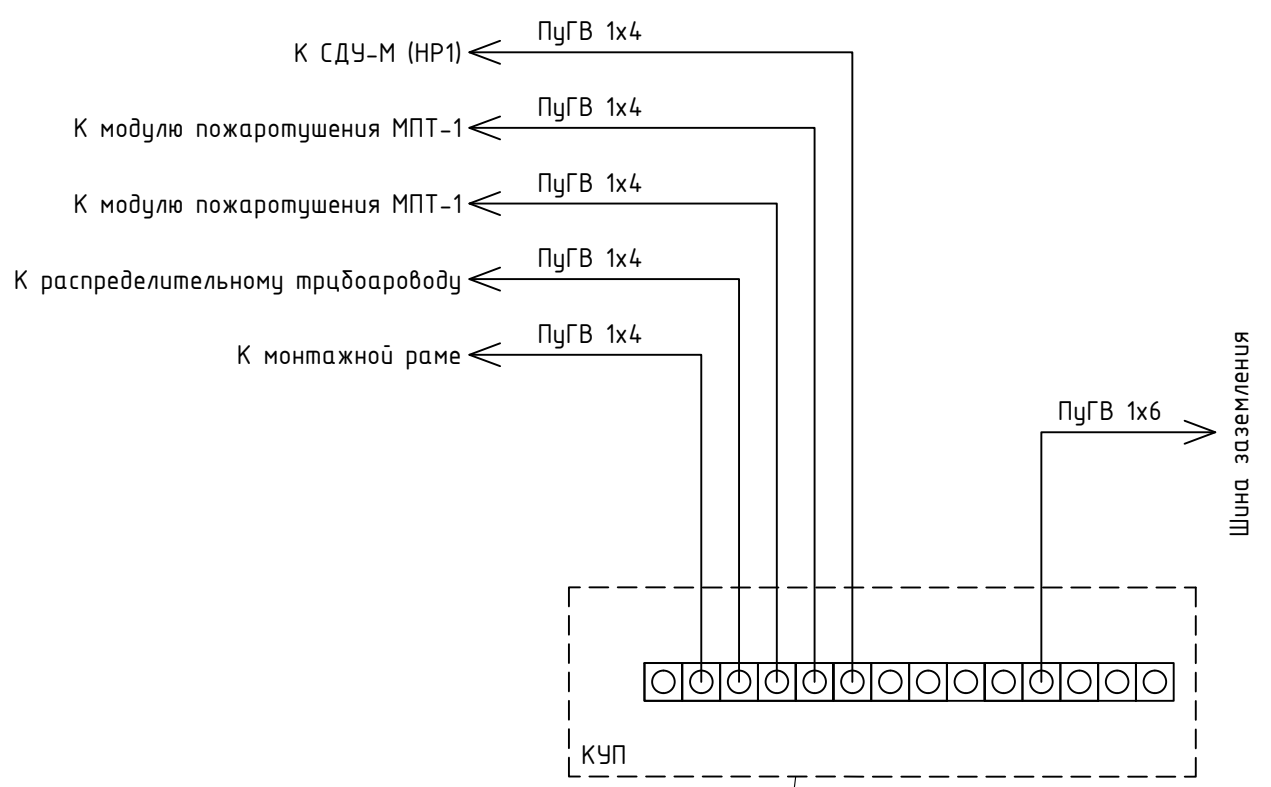 ПуГВ 1х4
К СДУ-М (НР1)
ПуГВ 1х4
К модулю пожаротушения МПТ-1
ПуГВ 1х4
К модулю пожаротушения МПТ-1
ПуГВ 1х4
К распределительному трцбоароводу
ПуГВ 1х4
К монтажной раме
ПуГВ 1х6
Шина заземления
КУП